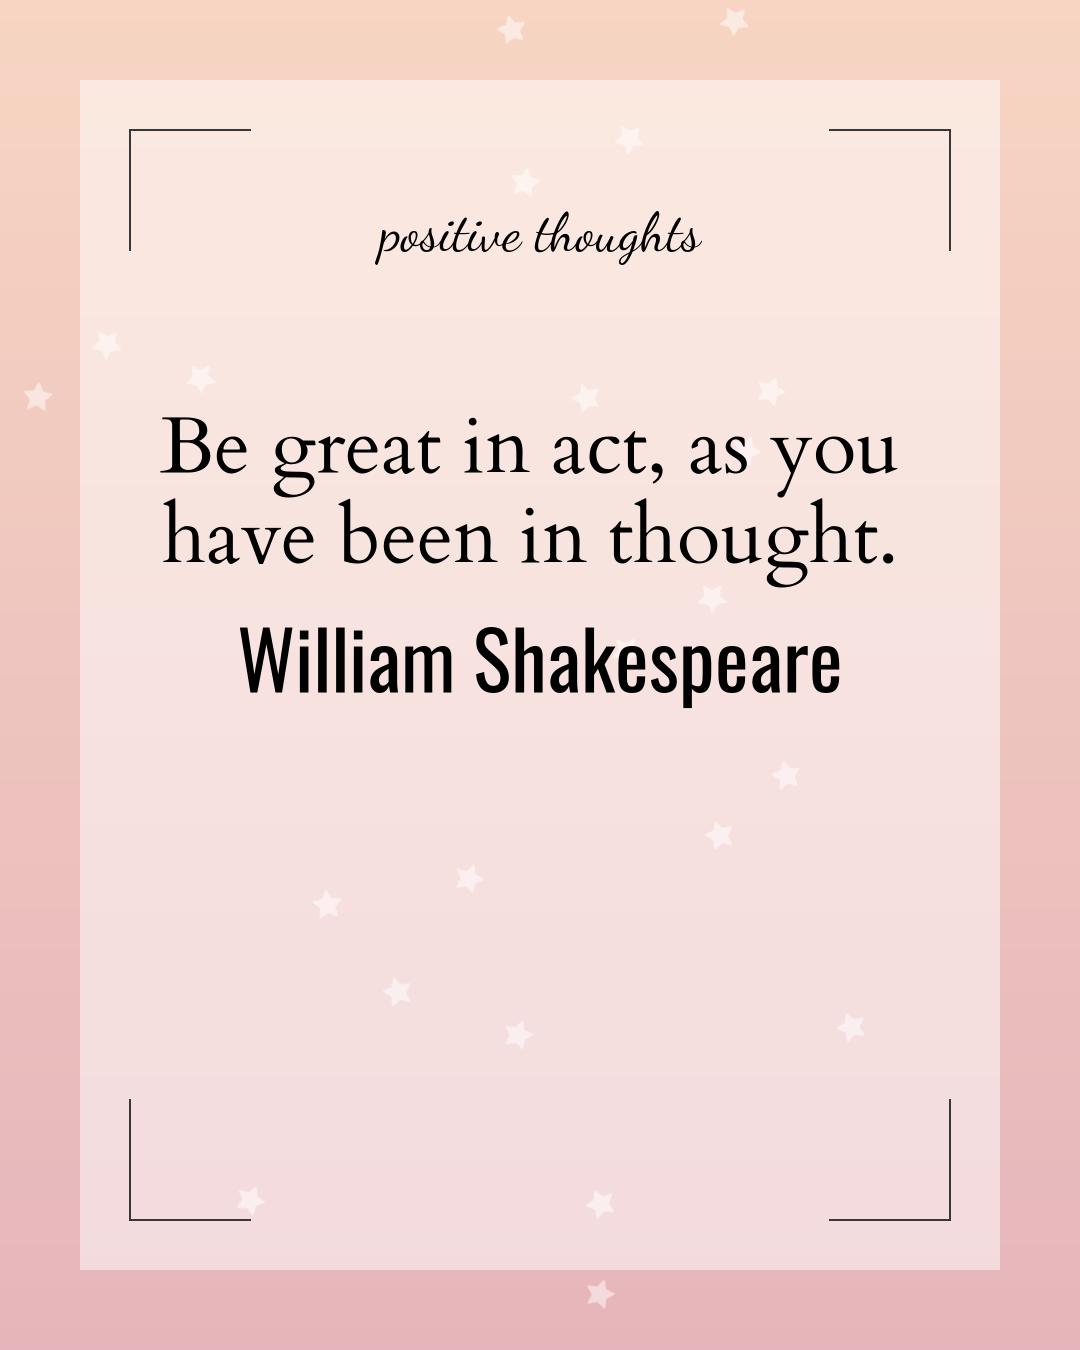 positive thoughts
Be great in act, as you
have been in thought.
William Shakespeare